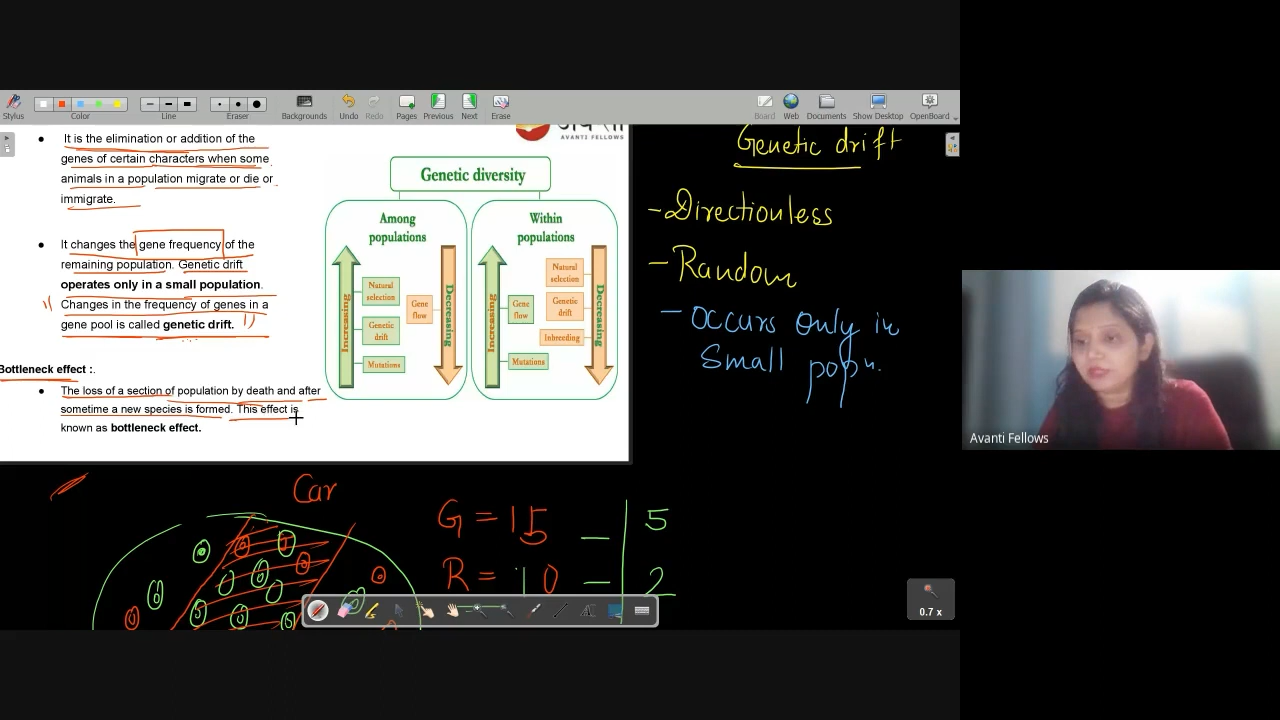 Stylus
Color
Line
Eraser
Backgrounds
Undo
Redo
Pages
Previous
Next
Erase
Board
Web
Documents
Show Desktop
OpenBoard
It is the elimination or addition of the
genes of certain characters when some
animals in a population migrate or die or
immigrate.
It changes the gene frequency of the
remaining population. Genetic drift
operates only in a small population.
Changes in the frequency of genes in a
gene pool is called genetic drift.
Bottleneck effect :.
The loss of a section of population by death and and after
sometime a new species is formed. This effect is
known as bottleneck effect.
AVANTI FELLOWS
Genetic diversity
Among
populations
Increasing
Natural
selection
Genetic
drift
Mutations
Gene
flow
Decreasing
Within
populations
Increasing
Gene
flow
Mutations
Natural
selection
Genetic
drift
Inbreeding
Decreasing
Genetic drift
- Directionless
- Random
- Occurs only in
Small popn.
Car
G = 15 - 5
R = 10 - 2
0.7 x
Avanti Fellows